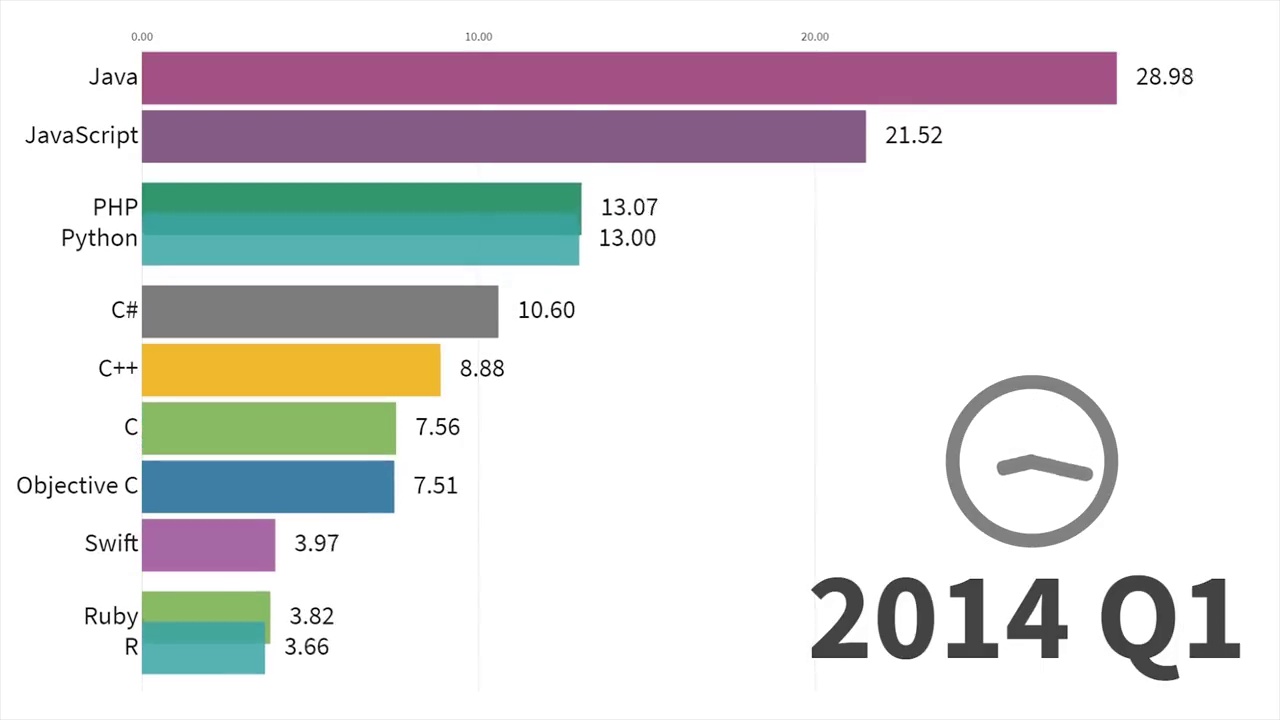 0.00 10.00 20.00
Java 28.98
JavaScript 21.52
PHP 13.07
Python 13.00
C# 10.60
C++ 8.88
C 7.56
Objective C 7.51
Swift 3.97
Ruby 3.82
R 3.66
2014 Q1